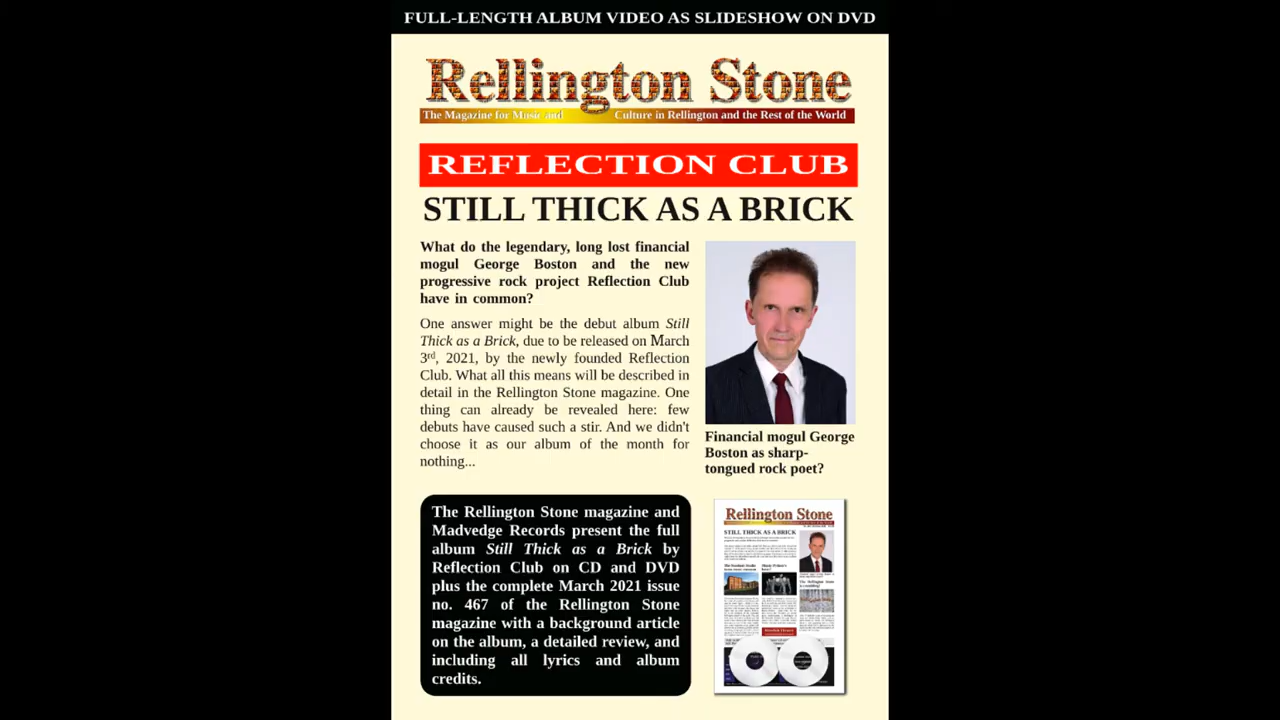 FULL-LENGTH ALBUM VIDEO AS SLIDESHOW ON DVD
Rellington Stone
The Magazine for Music and Culture in Rellington and the Rest of the World
REFLECTION CLUB
STILL THICK AS A BRICK
What do the legendary, long lost financial
mogul George Boston and the new
progressive rock project Reflection Club
have in common?
One answer might be the debut album Still
Thick as a Brick, due to be released on March
3rd, 2021, by the newly founded Reflection
Club. What all this means will be described in
detail in the Rellington Stone magazine. One
thing can already be revealed here: few
debuts have caused such a stir. And we didn't
choose it as our album of the month for
nothing...
Financial mogul George
Boston as sharp-
tongued rock poet?
The Rellington Stone magazine and
Madvedge Records present the full
album Still Thick as a Brick by
Reflection Club on CD and DVD
plus the complete March 2021 issue
no. 467 of the Rellington Stone
magazine with a background article
on the album, a detailed review, and
including all lyrics and album
credits.
Rellington Stone
STILL THICK AS A BRICK